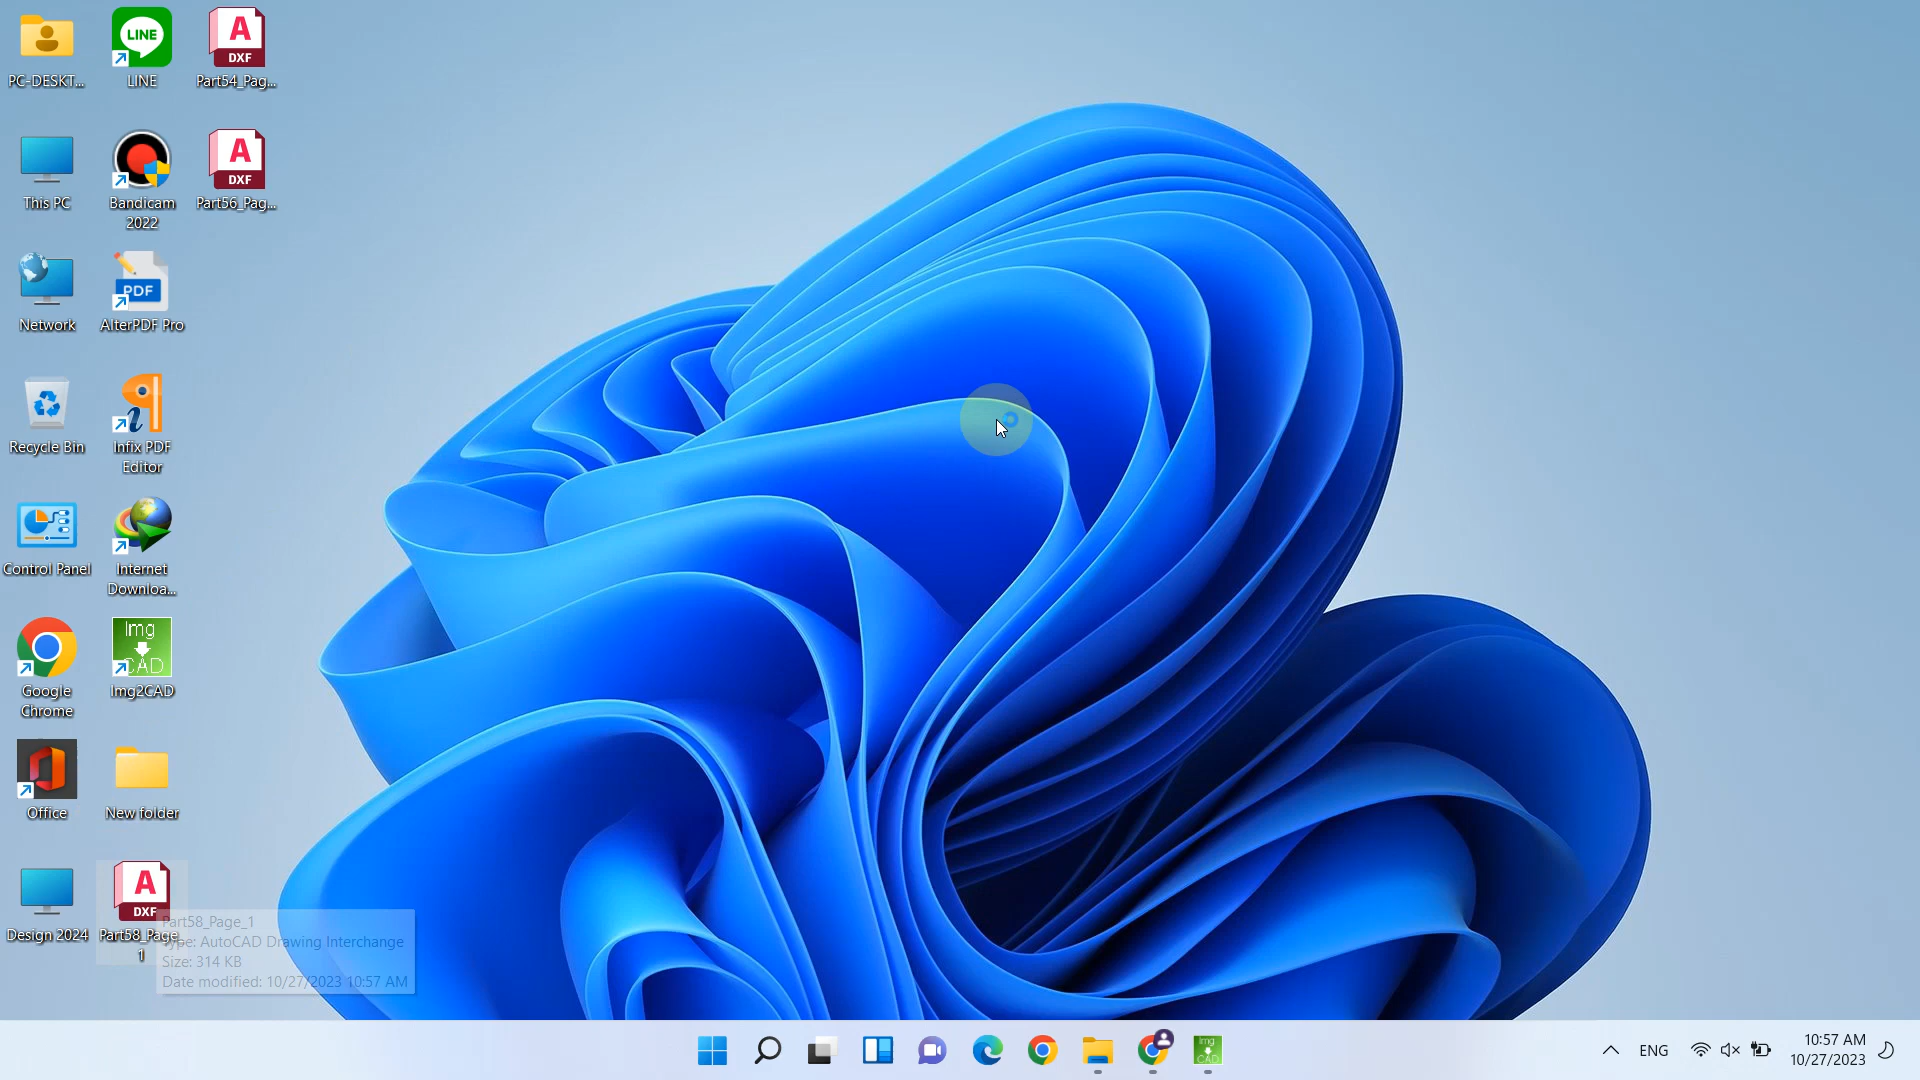 PC-DESKT...
LINE
LINE
A
DXF
Part54_Pag...
This PC
Bandicam
2022
A
DXF
Part56_Pag...
Network
PDF
AlterPDF Pro
Recycle Bin
Infix PDF
Editor
Control Panel
Internet
Downloa...
Google
Chrome
Img
CAD
Img2CAD
Office
New folder
Design 2024
A
DXF
Part58_Page_
1
Part58_Page_1
Type: AutoCAD Drawing Interchange
Size: 314 KB
Date modified: 10/27/2023 10:57 AM
Img
CAD
ENG
10:57 AM
10/27/2023